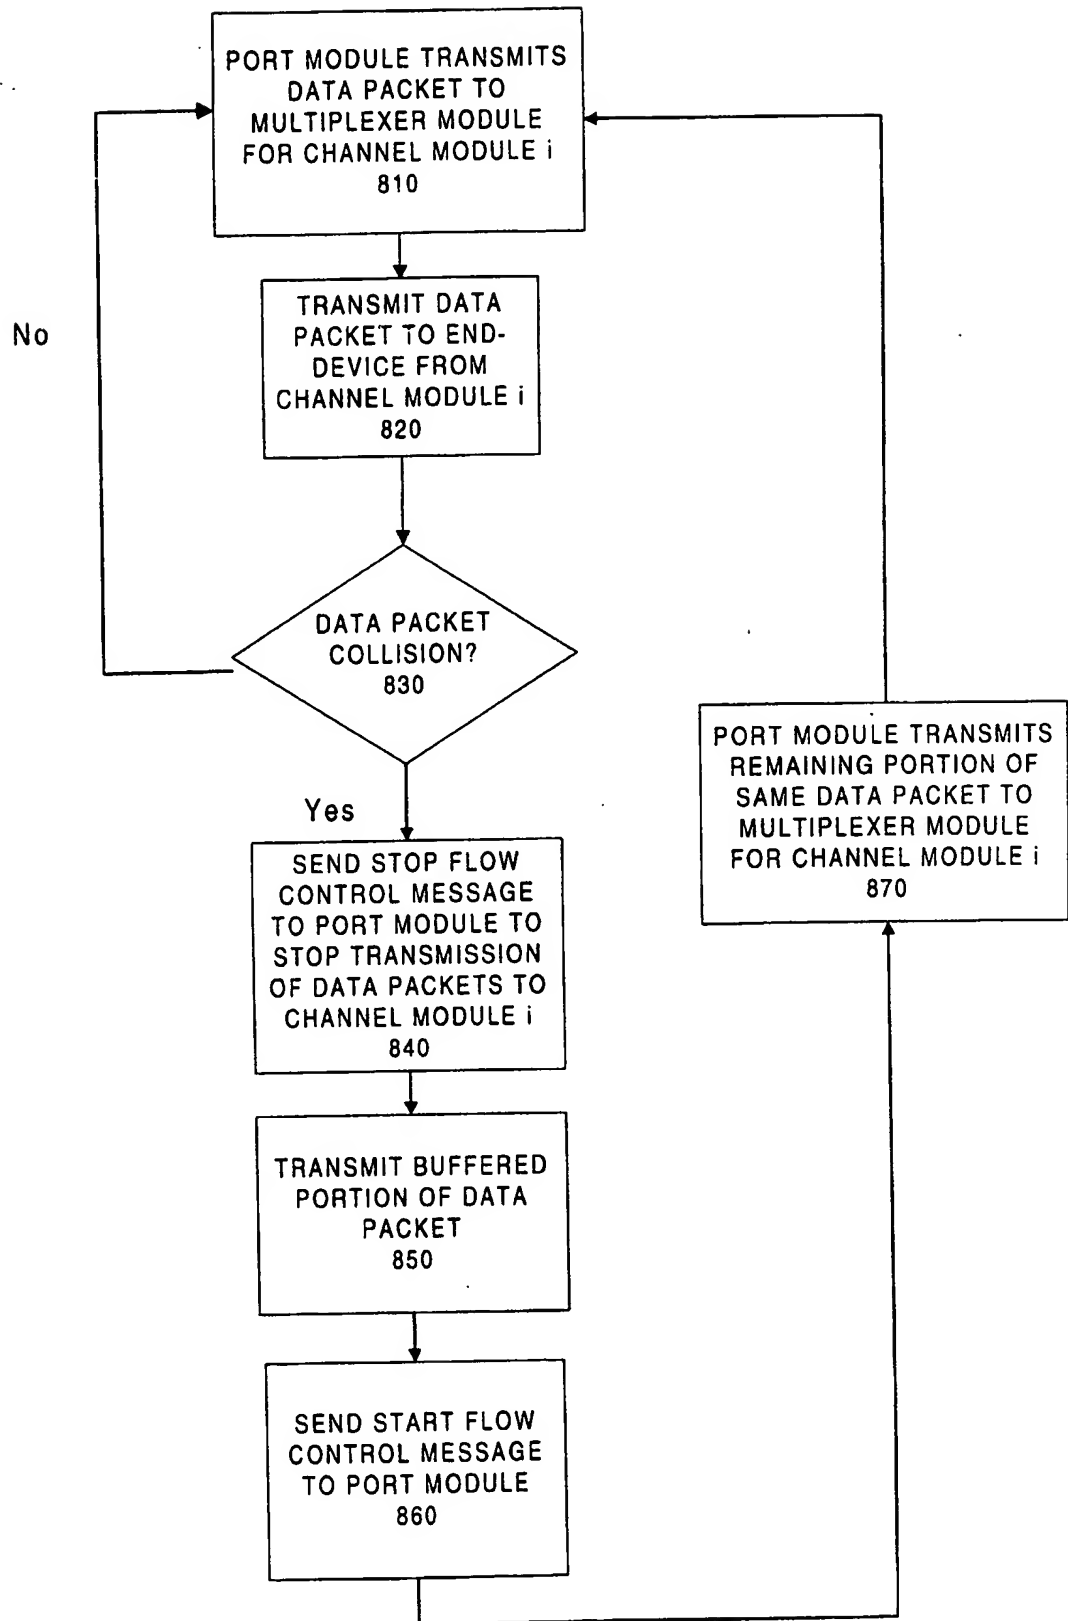 PORT MODULE TRANSMITS
DATA PACKET TO
MULTIPLEXER MODULE
FOR CHANNEL MODULE i
810
TRANSMIT DATA
PACKET TO END-
DEVICE FROM
CHANNEL MODULE i
820
No
DATA PACKET
COLLISION?
830
Yes
SEND STOP FLOW
CONTROL MESSAGE
TO PORT MODULE TO
STOP TRANSMISSION
OF DATA PACKETS TO
CHANNEL MODULE i
840
TRANSMIT BUFFERED
PORTION OF DATA
PACKET
850
SEND START FLOW
CONTROL MESSAGE
TO PORT MODULE
860
PORT MODULE TRANSMITS
REMAINING PORTION OF
SAME DATA PACKET TO
MULTIPLEXER MODULE
FOR CHANNEL MODULE i
870